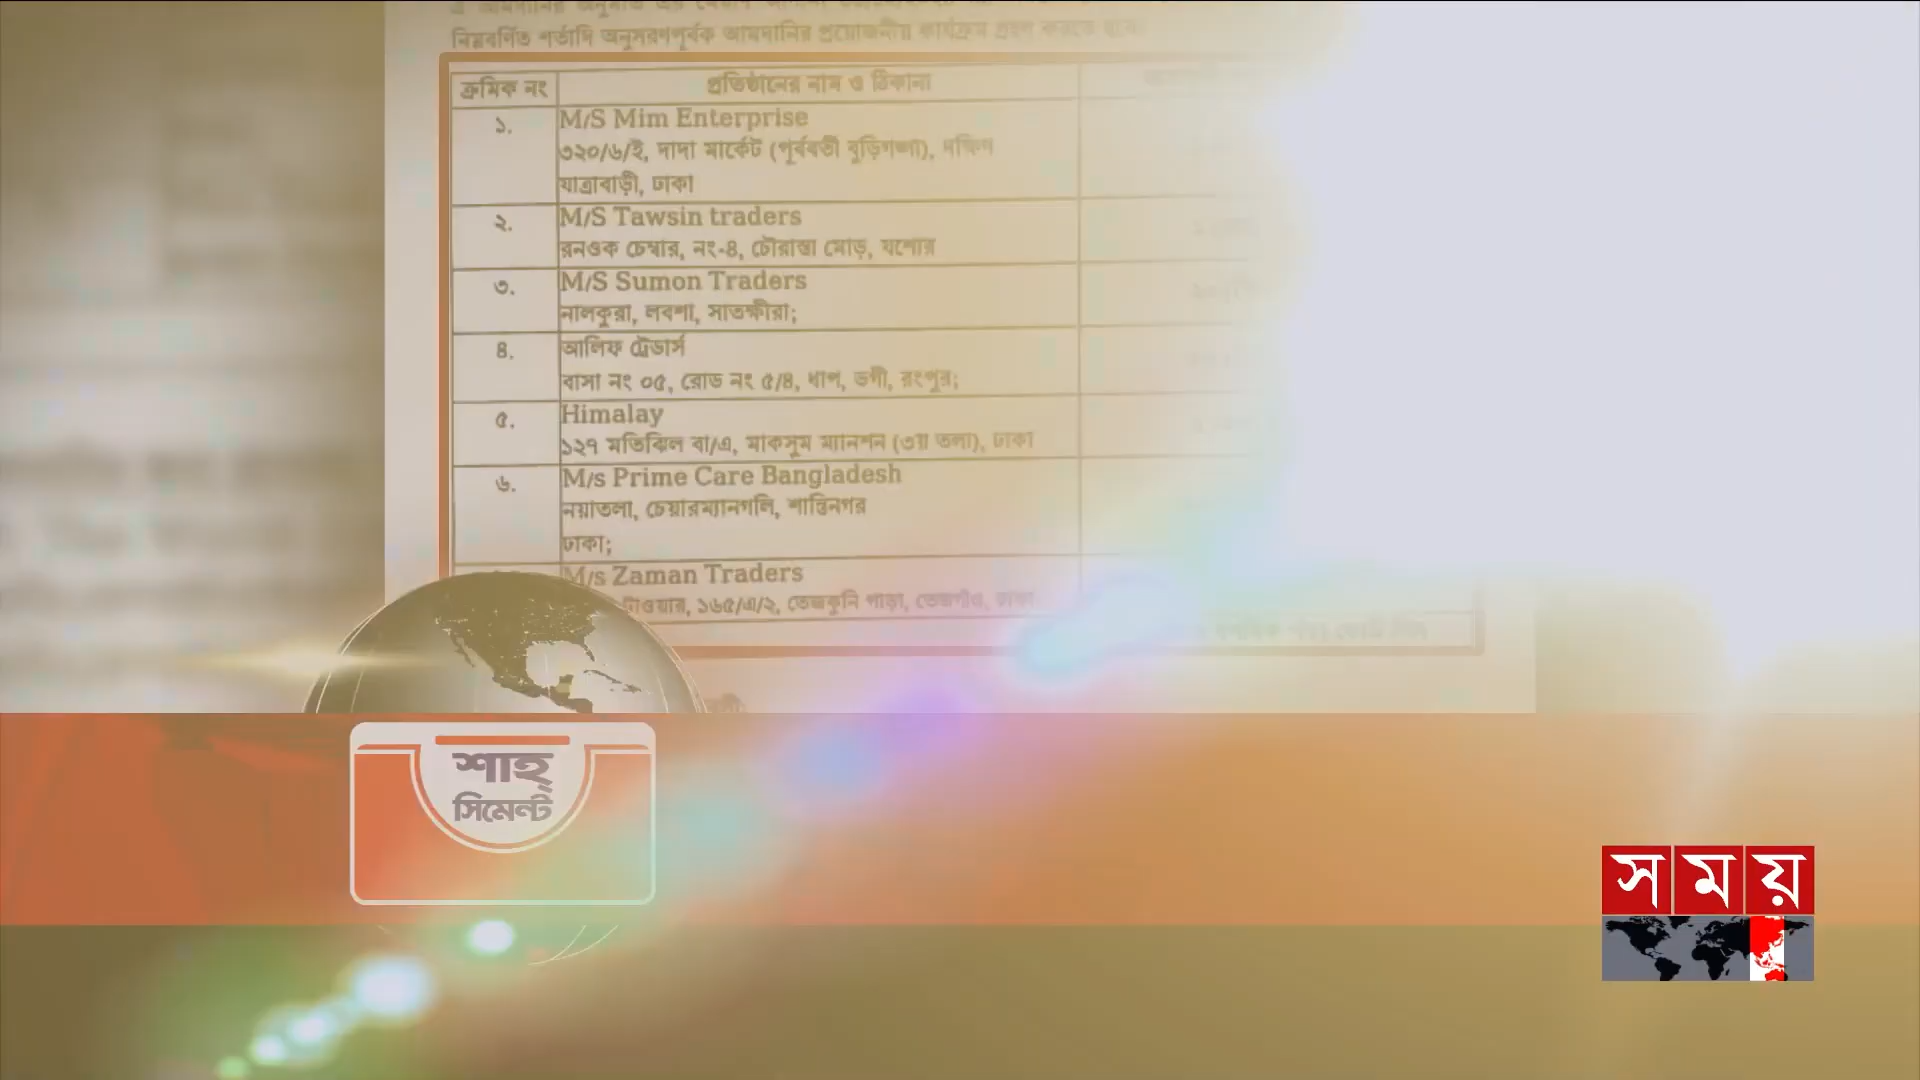 নিম্নবর্ণিত শর্তাদি অনুসরণপূর্বক আমদানির প্রয়োজনীয় কার্যক্রম গ্রহণ করতে হবে
ক্রমিক নং
প্রতিষ্ঠানের নাম ও ঠিকানা
১.
M/S Mim Enterprise
৩২০/৬/ই, দাদা মার্কেট (পূর্ববর্তী বুড়িগঙ্গা), দক্ষিণ
যাত্রাবাড়ী, ঢাকা
২.
M/S Tawsin traders
রনওক চেম্বার, নং-৪, চৌরাস্তা মোড়, যশোর
৩.
M/S Sumon Traders
নালকুরা, লবশা, সাতক্ষীরা;
৪.
আলিফ ট্রেডার্স
বাসা নং ০৫, রোড নং ৫/৪, ধাপ, ভগী, রংপুর;
৫.
Himalay
১২৭ মতিঝিল বা/এ, মাকসুম ম্যানশন (৩য় তলা), ঢাকা
৬.
M/s Prime Care Bangladesh
নয়াতলা, চেয়ারম্যানগলি, শান্তিনগর
ঢাকা;
M/s Zaman Traders
টাওয়ার, ১৬৫/এ/২, তেজকুনি পাড়া, তেজগাঁও, ঢাকা
শাহ্
সিমেন্ট
সময়